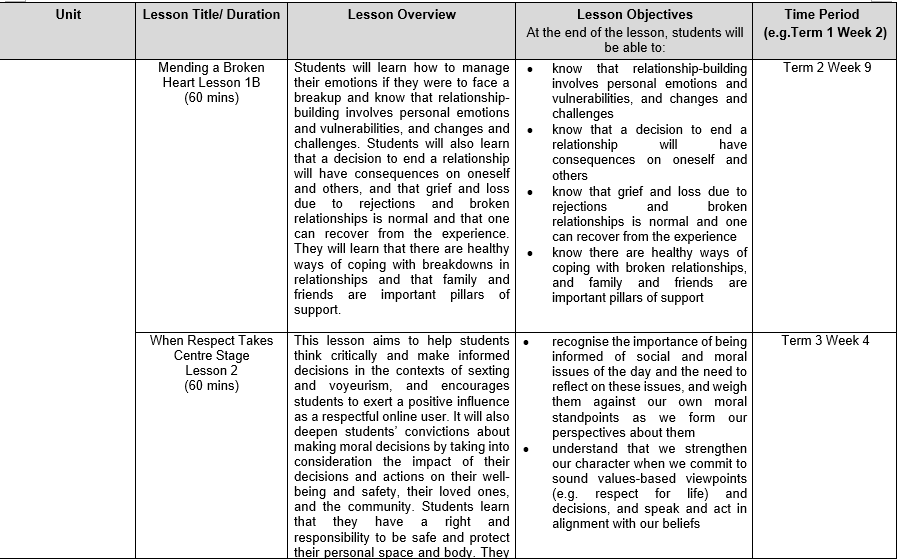 Unit
Lesson Title/ Duration
Lesson Overview
Lesson Objectives
At the end of the lesson, students will
be able to:
Time Period
(e.g.Term 1 Week 2)
Mending a Broken
Heart Lesson 1B
(60 mins)
Students will learn how to manage
their emotions if they were to face a
breakup and know that relationship-
building involves personal emotions
and vulnerabilities, and changes and
challenges. Students will also learn
that a decision to end a relationship
will have consequences on oneself
and others, and that grief and loss
due to rejections and broken
relationships is normal and that one
can recover from the experience.
They will learn that there are healthy
ways of coping with breakdowns in
relationships and that family and
friends are important pillars of
support.
• know that relationship-building
involves personal emotions and
vulnerabilities, and changes and
challenges
• know that a decision to end a
relationship will have
consequences on oneself and
others
• know that grief and loss due to
rejections and broken
relationships is normal and one
can recover from the experience
• know there are healthy ways of
coping with broken relationships,
and family and friends are
important pillars of support
Term 2 Week 9
When Respect Takes
Centre Stage
Lesson 2
(60 mins)
This lesson aims to help students
think critically and make informed
decisions in the contexts of sexting
and voyeurism, and encourages
students to exert a positive influence
as a respectful online user. It will also
deepen students' convictions about
making moral decisions by taking into
consideration the impact of their
decisions and actions on their well-
being and safety, their loved ones,
and the community. Students learn
that they have a right and
responsibility to be safe and protect
their personal space and body. They
• recognise the importance of being
informed of social and moral
issues of the day and the need to
reflect on these issues, and weigh
them against our own moral
standpoints as we form our
perspectives about them
• understand that we strengthen
our character when we commit to
sound values-based viewpoints
(e.g. respect for life) and
decisions, and speak and act in
alignment with our beliefs
Term 3 Week 4